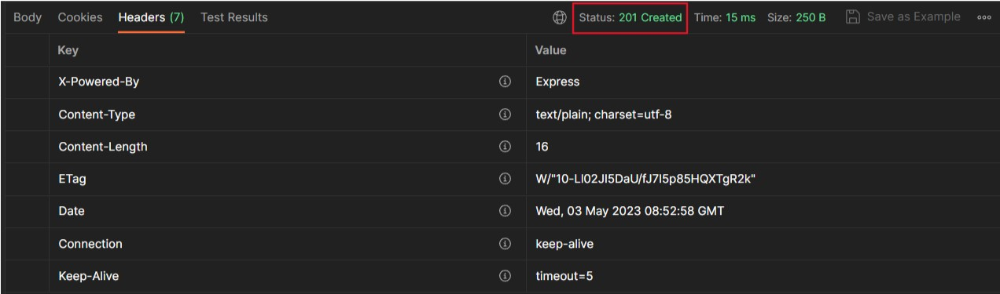 Body Cookies Headers (7) Test Results Status: 201 Created Time: 15 ms Size: 250 B Save as Example
Key Value
X-Powered-By Express
Content-Type text/plain; charset=utf-8
Content-Length 16
ETag W/"10-LI02JI5DaU/fJ7I5p85HQXTgR2k"
Date Wed, 03 May 2023 08:52:58 GMT
Connection keep-alive
Keep-Alive timeout=5